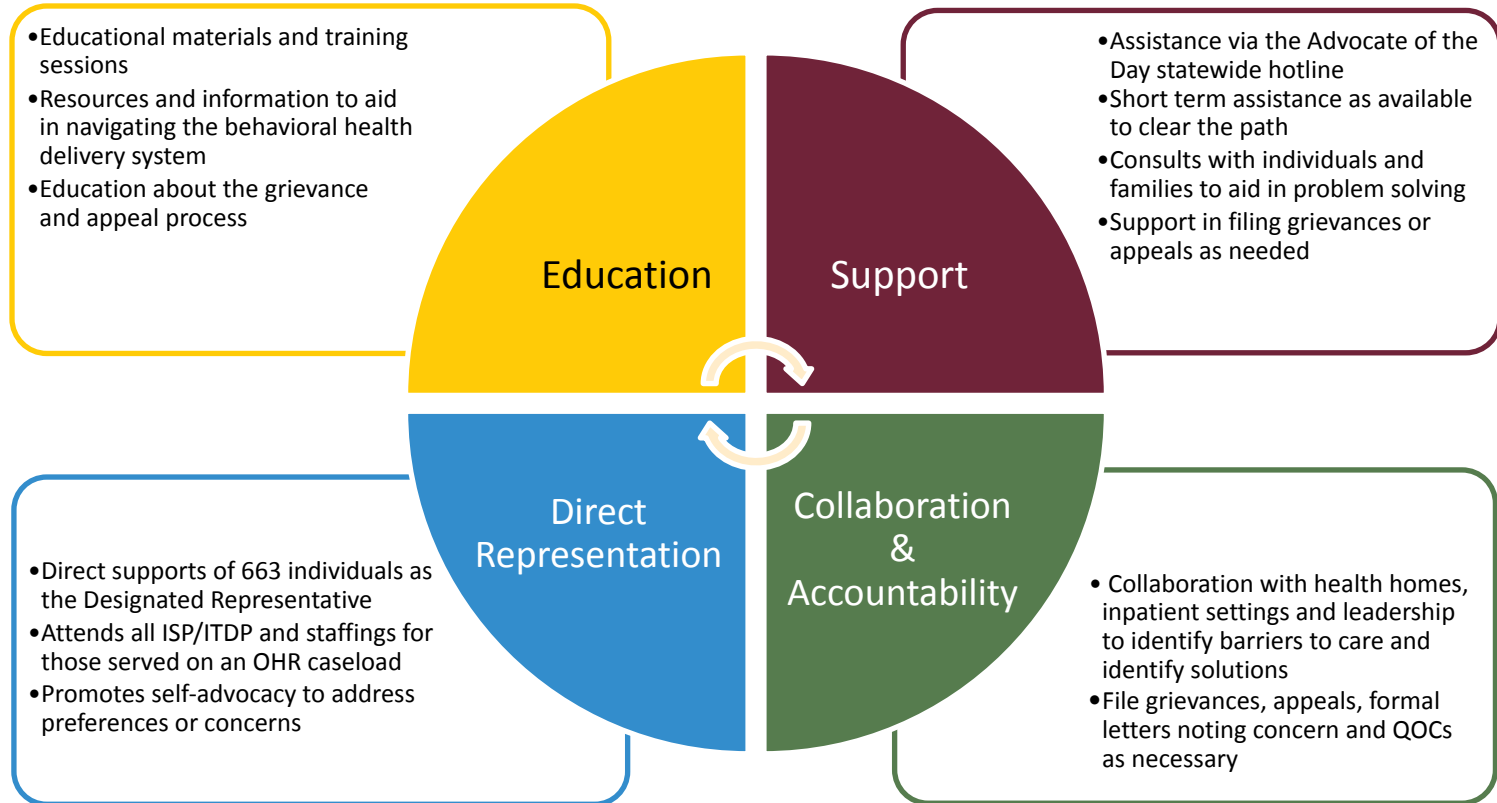 •Educational materials and training
sessions
•Resources and information to aid
in navigating the behavioral health
delivery system
•Education about the grievance
and appeal process
•Assistance via the Advocate of the
Day statewide hotline
•Short term assistance as available
to clear the path
•Consults with individuals and
families to aid in problem solving
•Support in filing grievances or
appeals as needed
Education
Support
Direct
Representation
Collaboration
&
Accountability
•Direct supports of 663 individuals as
the Designated Representative
•Attends all ISP/ITDP and staffings for
those served on an OHR caseload
•Promotes self-advocacy to address
preferences or concerns
• Collaboration with health homes,
inpatient settings and leadership
to identify barriers to care and
identify solutions
•File grievances, appeals, formal
letters noting concern and QOCs
as necessary